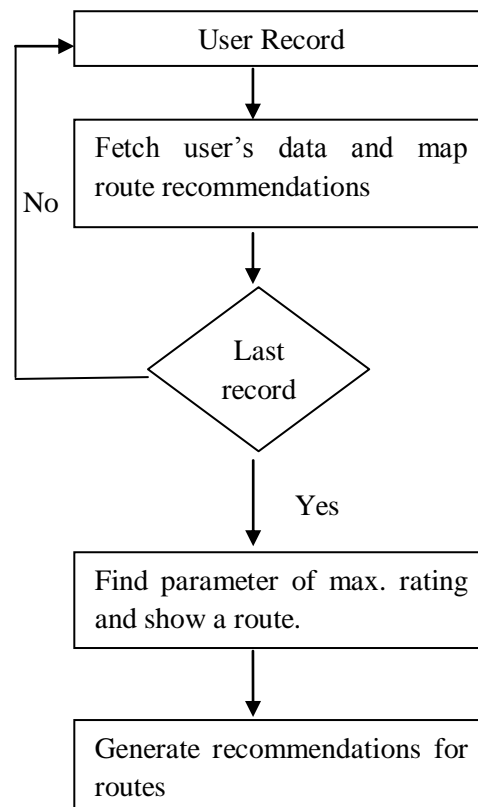 User Record
Fetch user’s data and map
route recommendations
No
Last
record
Yes
Find parameter of max. rating
and show a route.
Generate recommendations for
routes